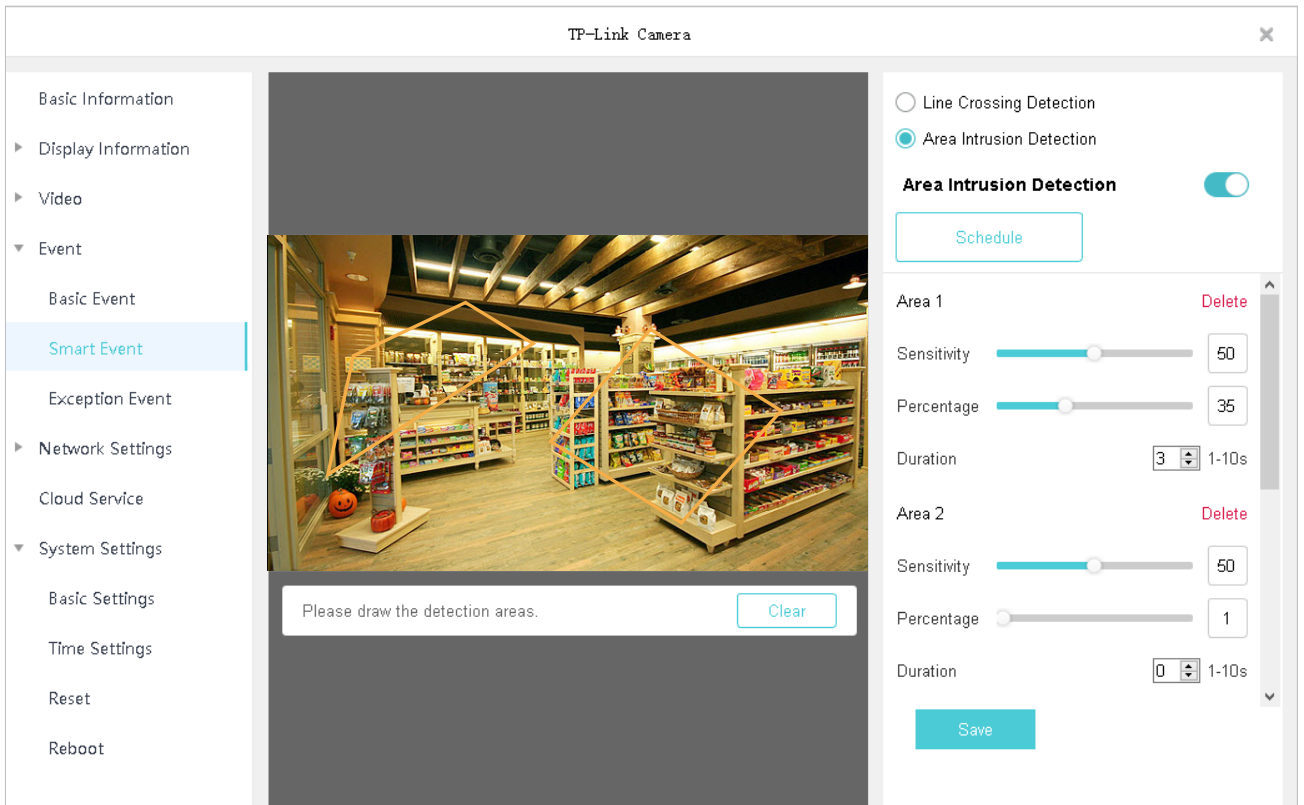 TP-Link Camera
Basic Information
Display Information
Video
Event
Basic Event
Smart Event
Exception Event
Network Settings
Cloud Service
System Settings
Basic Settings
Time Settings
Reset
Reboot
Please draw the detection areas.
Clear
Line Crossing Detection
Area Intrusion Detection
Area Intrusion Detection
Schedule
Area 1 Delete
Sensitivity 50
Percentage 35
Duration 3 1-10s
Area 2 Delete
Sensitivity 50
Percentage 1
Duration 0 1-10s
Save